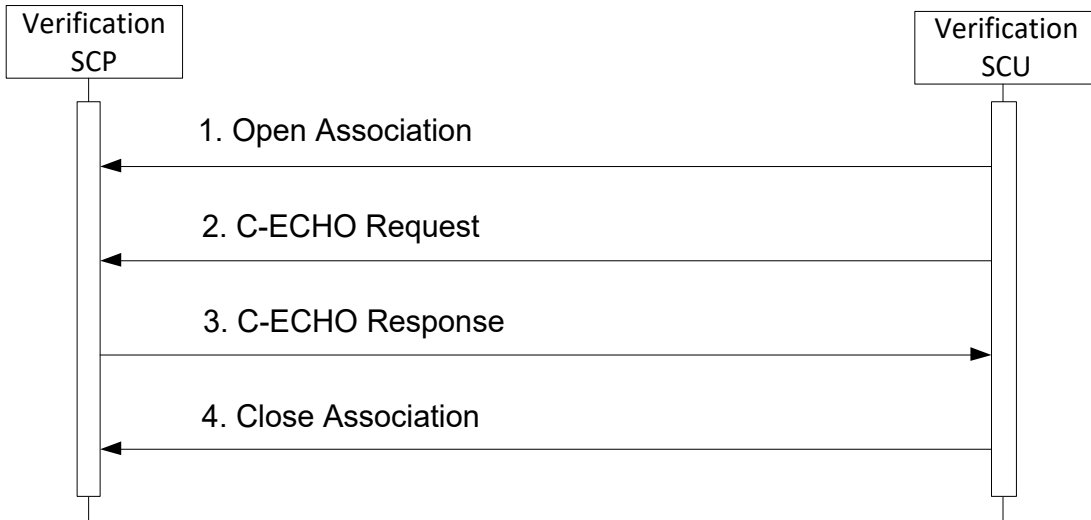 Verification
SCP
Verification
SCU
1. Open Association
2. C-ECHO Request
3. C-ECHO Response
4. Close Association